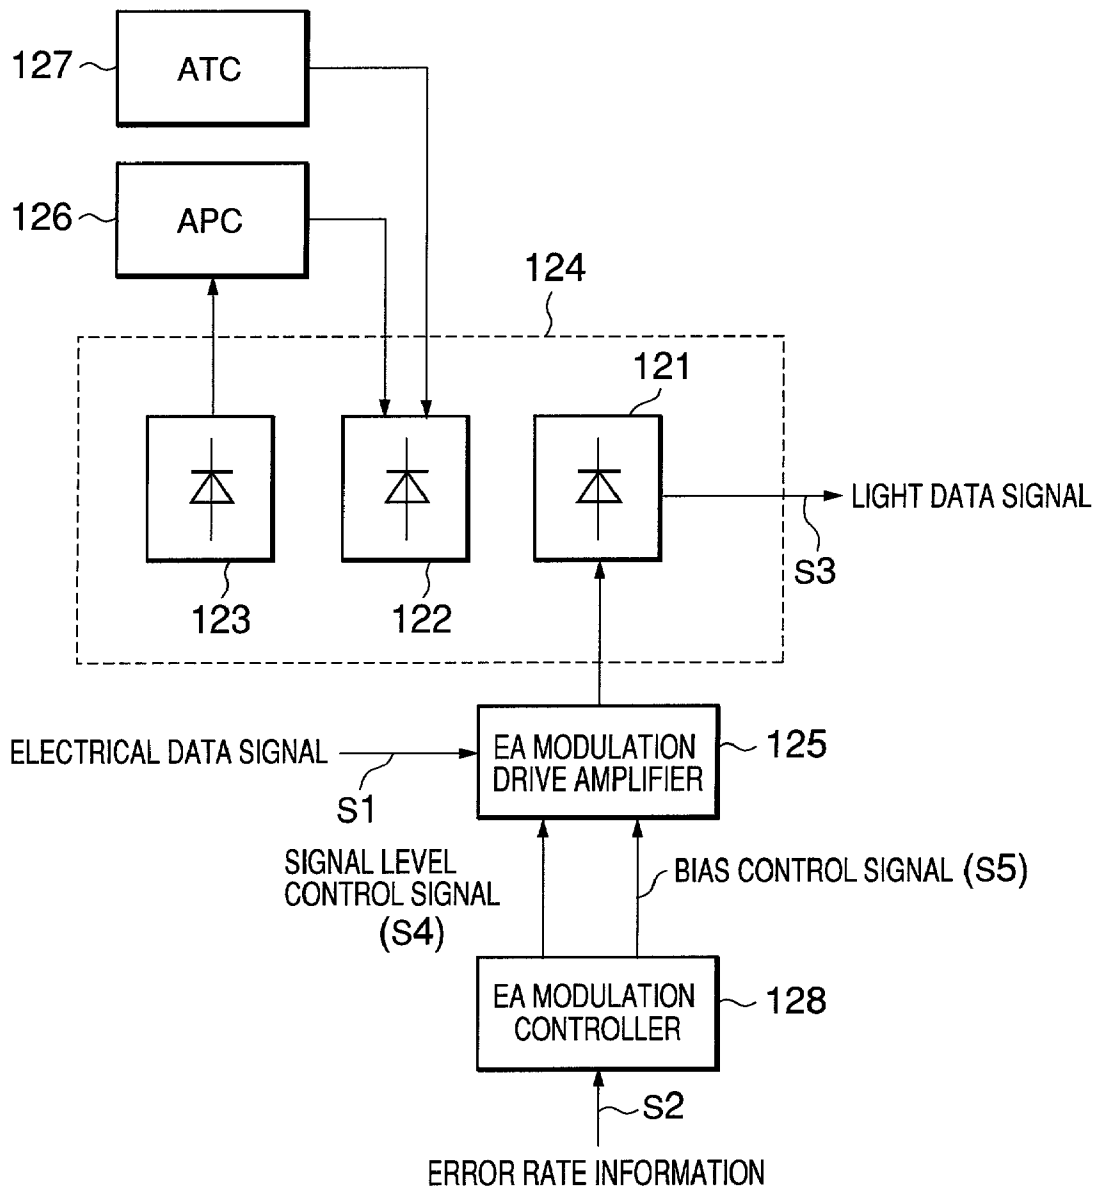 127
ATC
126
APC
124
121
LIGHT DATA SIGNAL
S3
123
122
ELECTRICAL DATA SIGNAL
S1
EA MODULATION
DRIVE AMPLIFIER
125
SIGNAL LEVEL
CONTROL SIGNAL
(S4)
BIAS CONTROL SIGNAL (S5)
EA MODULATION
CONTROLLER
128
S2
ERROR RATE INFORMATION